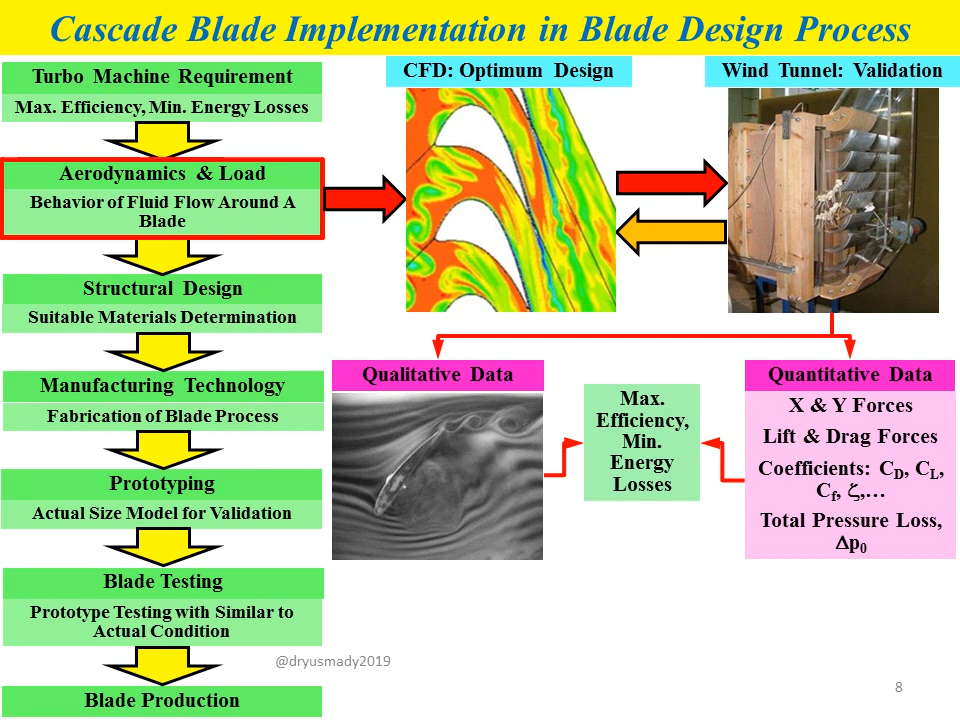 Cascade Blade Implementation in Blade Design Process
Turbo Machine Requirement
Max. Efficiency, Min. Energy Losses
Aerodynamics & Load
Behavior of Fluid Flow Around A
Blade
Structural Design
Suitable Materials Determination
Manufacturing Technology
Fabrication of Blade Process
Prototyping
Actual Size Model for Validation
Blade Testing
Prototype Testing with Similar to
Actual Condition
Blade Production
CFD: Optimum Design
Wind Tunnel: Validation
Qualitative Data
Max.
Efficiency,
Min.
Energy
Losses
Quantitative Data
X & Y Forces
Lift & Drag Forces
Coefficients: C_D, C_L,
C_f, ζ,…
Total Pressure Loss,
Δp_0
@dryusmady2019
8